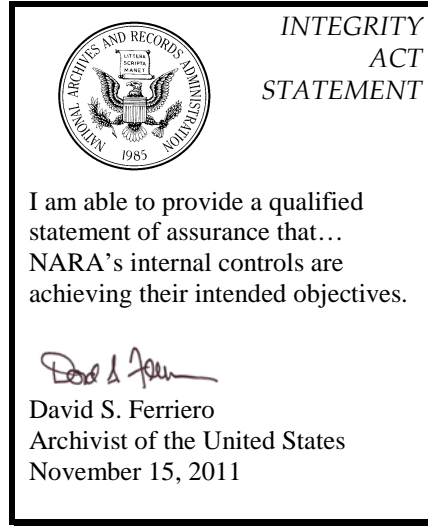 INTEGRITY
ACT
STATEMENT
NATIONAL ARCHIVES AND RECORDS ADMINISTRATION
LITTERA
SCRIPTA
MANET
1985
I am able to provide a qualified
statement of assurance that…
NARA’s internal controls are
achieving their intended objectives.
David S. Ferriero
Archivist of the United States
November 15, 2011